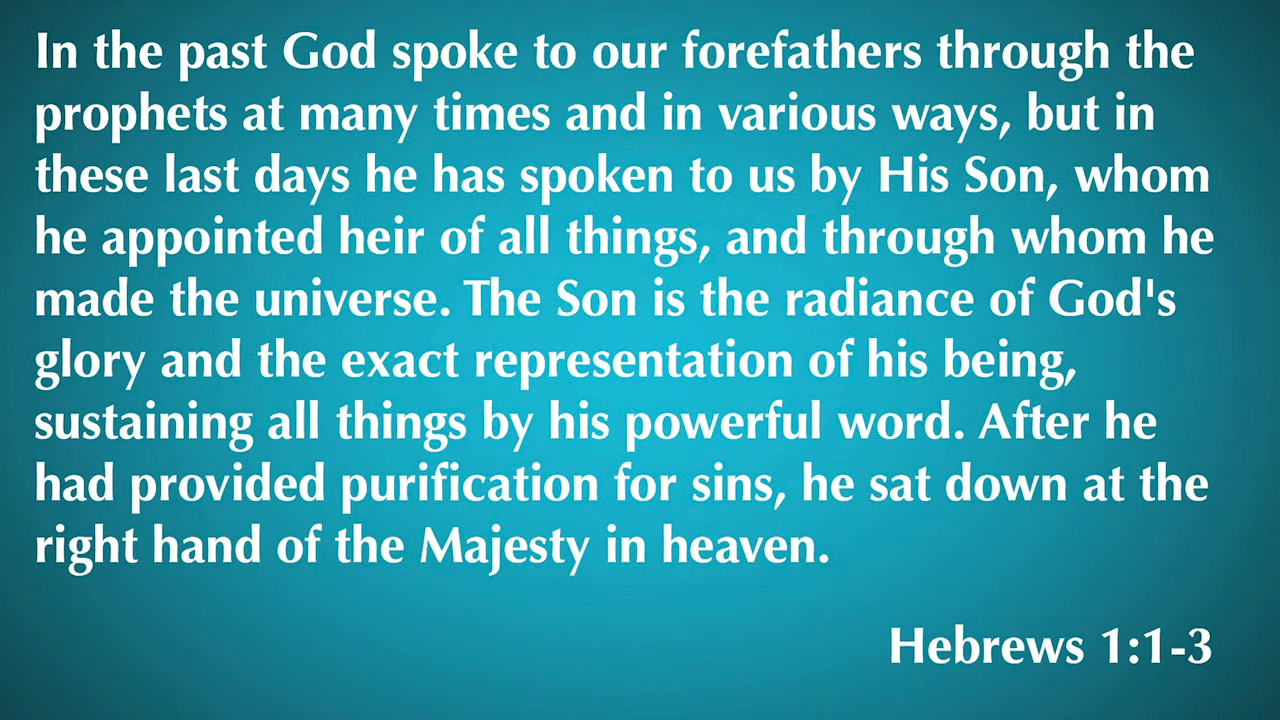 In the past God spoke to our forefathers through the
prophets at many times and in various ways, but in
these last days he has spoken to us by His Son, whom
he appointed heir of all things, and through whom he
made the universe. The Son is the radiance of God's
glory and the exact representation of his being,
sustaining all things by his powerful word. After he
had provided purification for sins, he sat down at the
right hand of the Majesty in heaven.
Hebrews 1:1-3